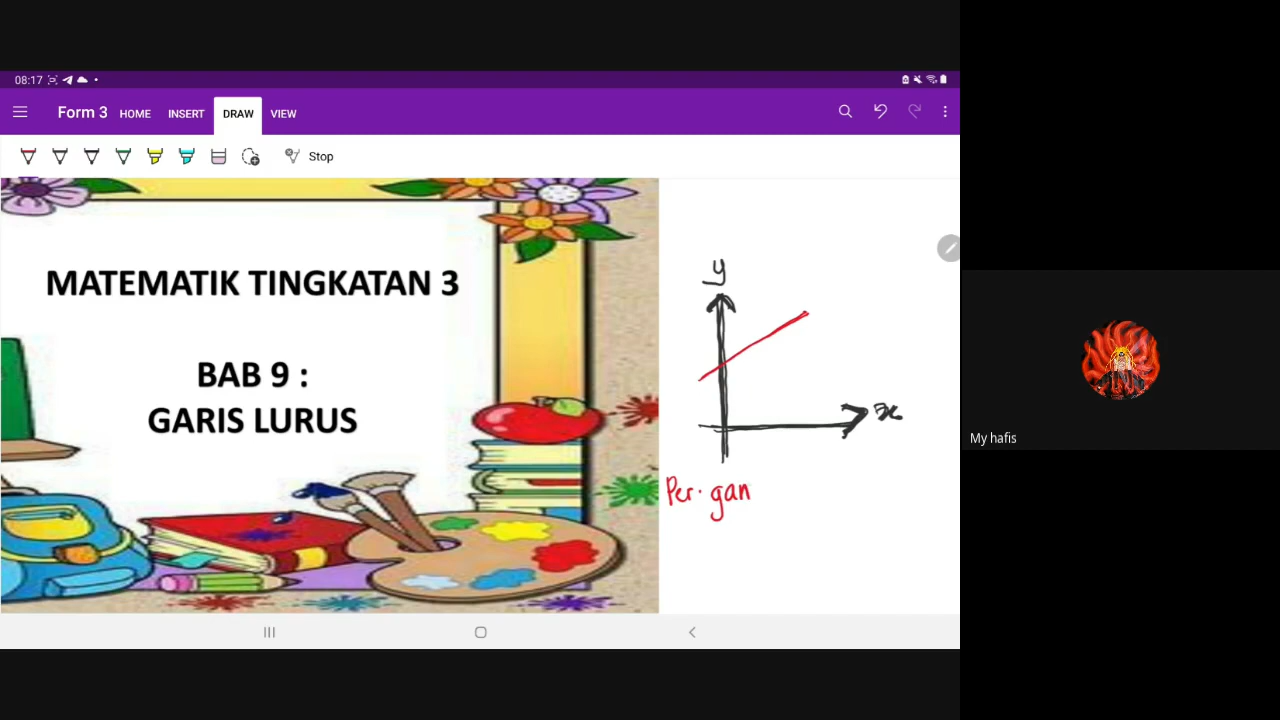 08:17
Form 3 HOME INSERT DRAW VIEW
Stop
MATEMATIK TINGKATAN 3
BAB 9 :
GARIS LURUS
y
x
Per. gan
My hafis